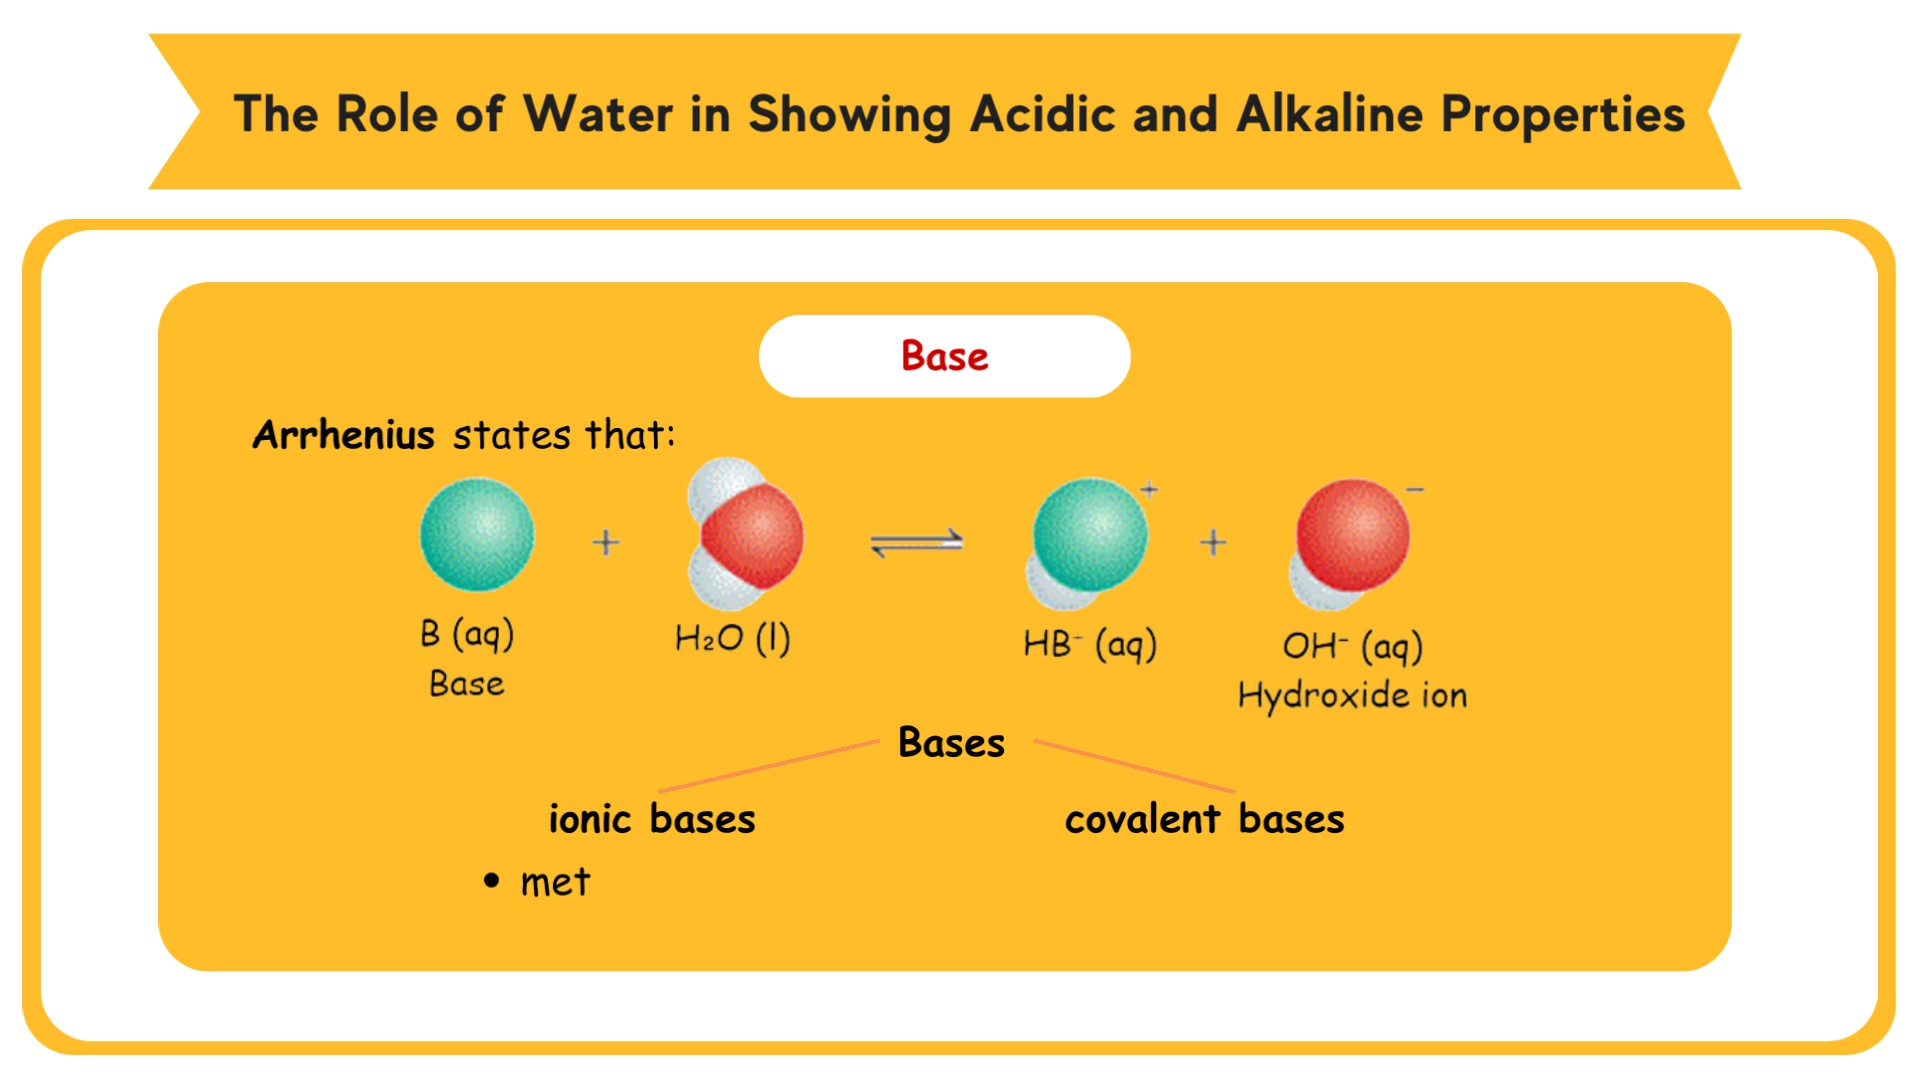 The Role of Water in Showing Acidic and Alkaline Properties
Base
Arrhenius states that:
+ ⇌ + + −
B (aq) H₂O (l) HB⁻ (aq) OH⁻ (aq)
Base Hydroxide ion
Bases
ionic bases covalent bases
• met